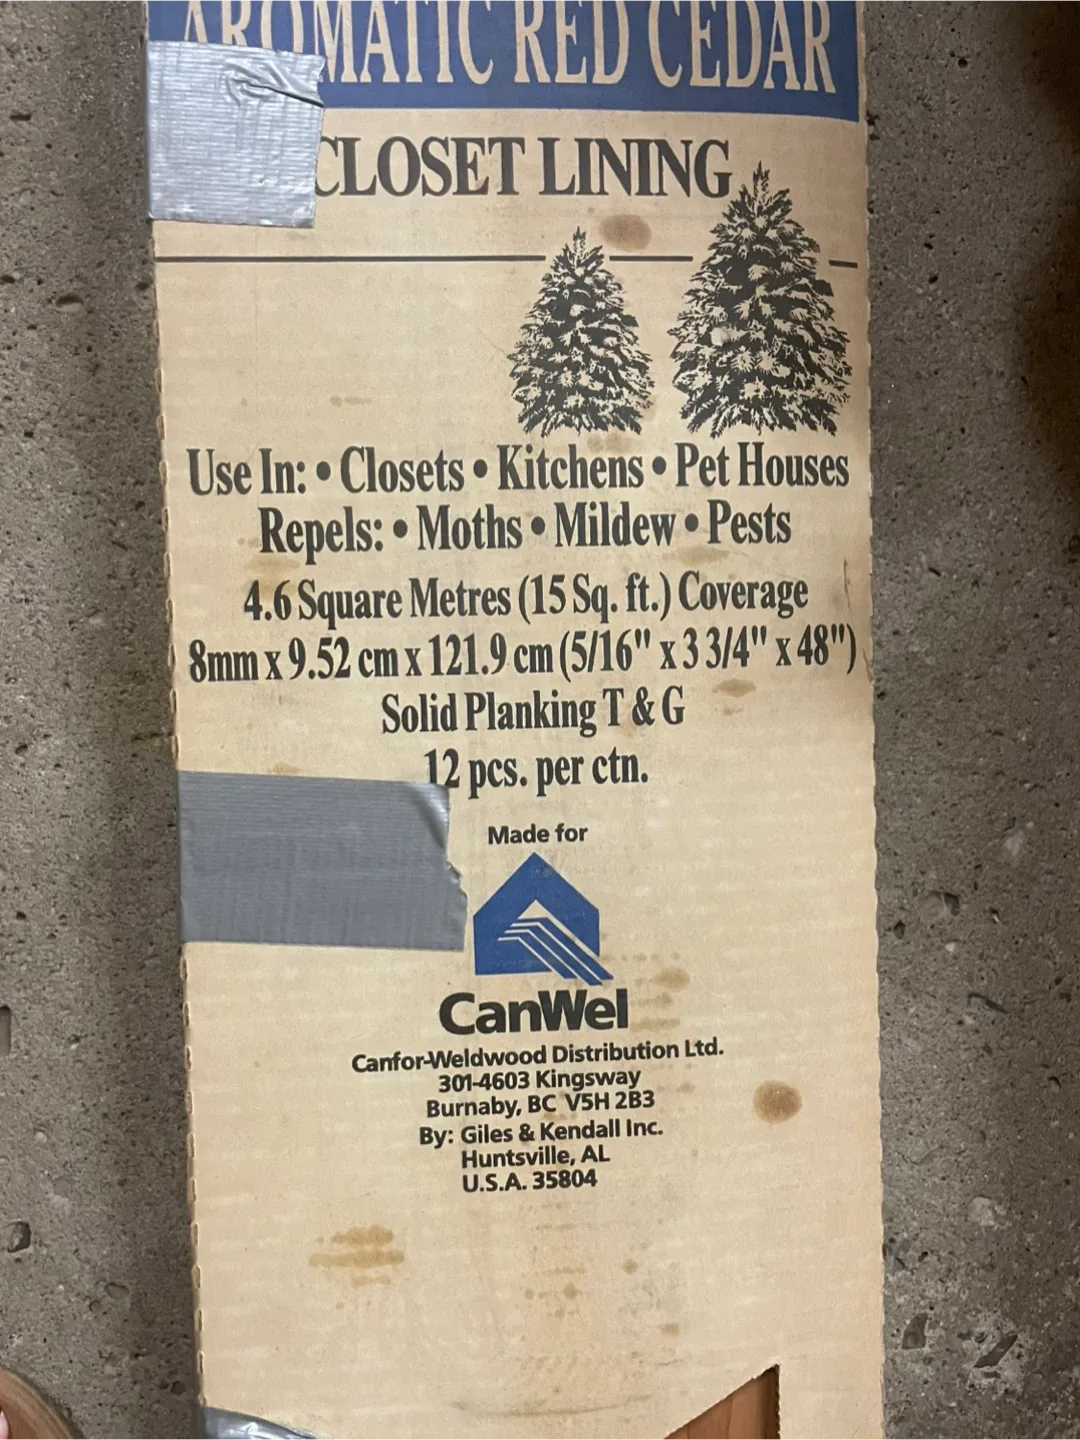 AROMATIC RED CEDAR
CLOSET LINING
Use In: • Closets • Kitchens • Pet Houses
Repels: • Moths • Mildew • Pests
4.6 Square Metres (15 Sq. ft.) Coverage
8mm x 9.52 cm x 121.9 cm (5/16" x 3 3/4" x 48")
Solid Planking T & G
12 pcs. per ctn.
Made for
CanWel
Canfor-Weldwood Distribution Ltd.
301-4603 Kingsway
Burnaby, BC V5H 2B3
By: Giles & Kendall Inc.
Huntsville, AL
U.S.A. 35804